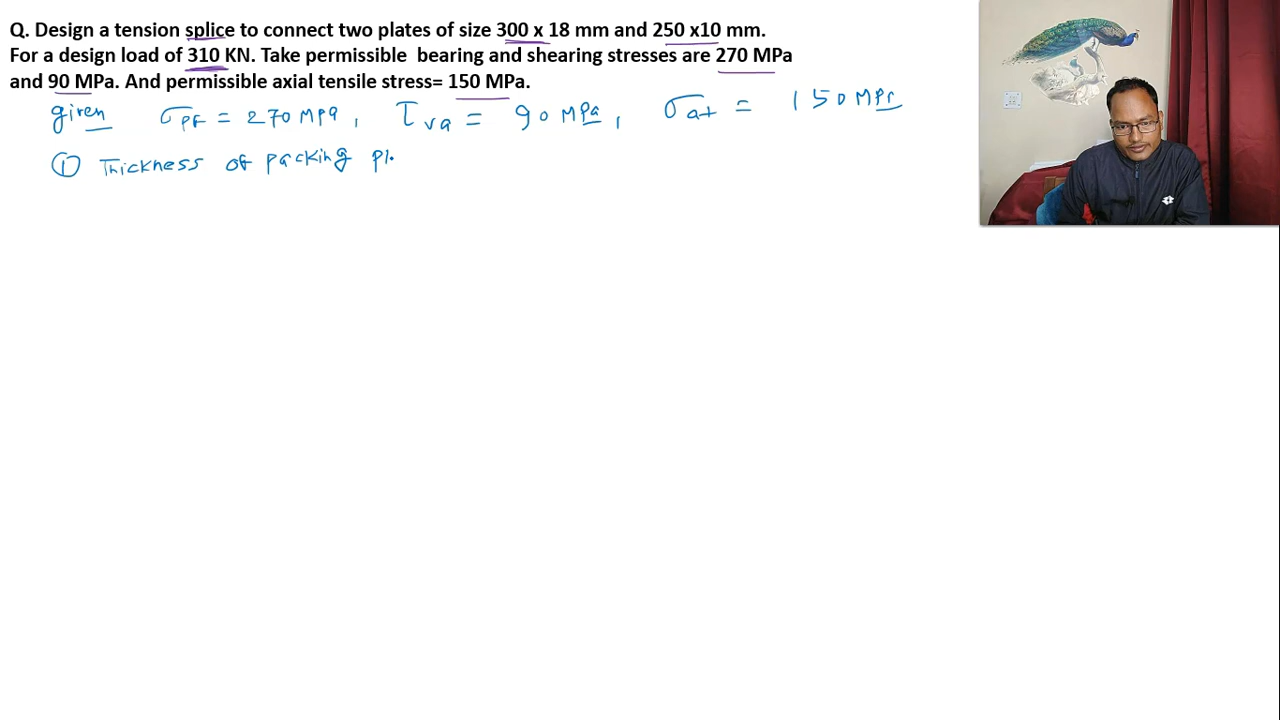 Q. Design a tension splice to connect two plates of size 300 x 18 mm and 250 x10 mm.
For a design load of 310 KN. Take permissible bearing and shearing stresses are 270 MPa
and 90 MPa. And permissible axial tensile stress= 150 MPa.
given σPF = 270 MPa, τva = 90 MPa, σat = 150 MPa
① Thickness of packing pl